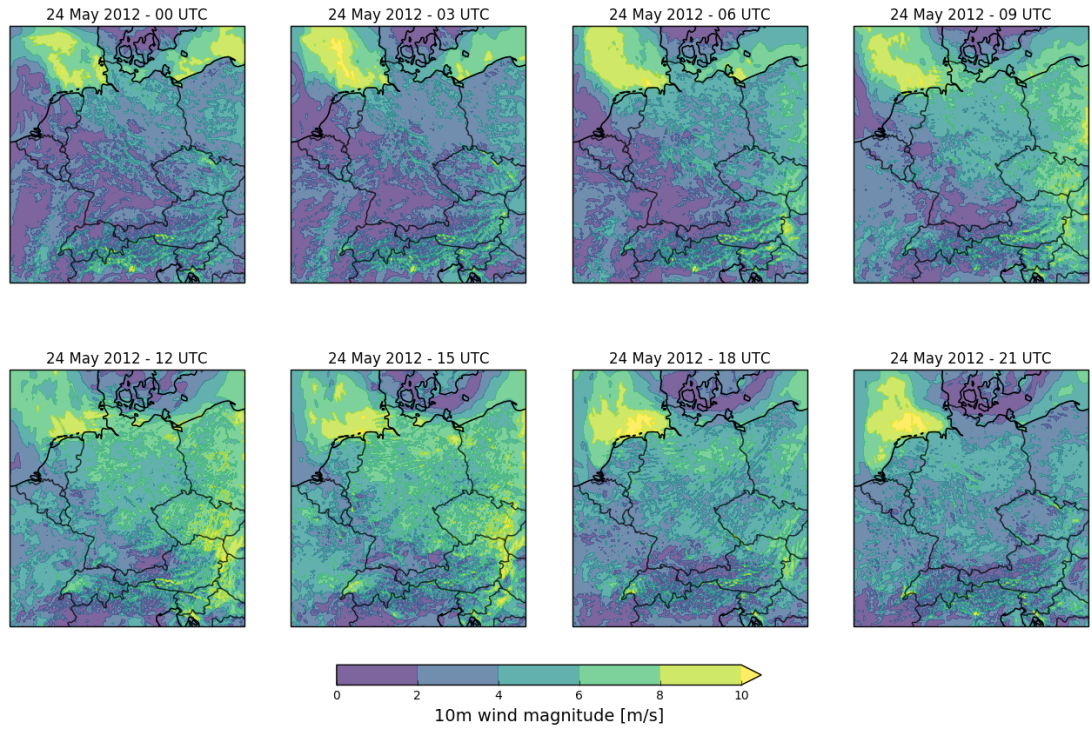 24 May 2012 - 00 UTC
24 May 2012 - 03 UTC
24 May 2012 - 06 UTC
24 May 2012 - 09 UTC
24 May 2012 - 12 UTC
24 May 2012 - 15 UTC
24 May 2012 - 18 UTC
24 May 2012 - 21 UTC
0 2 4 6 8 10
10m wind magnitude [m/s]